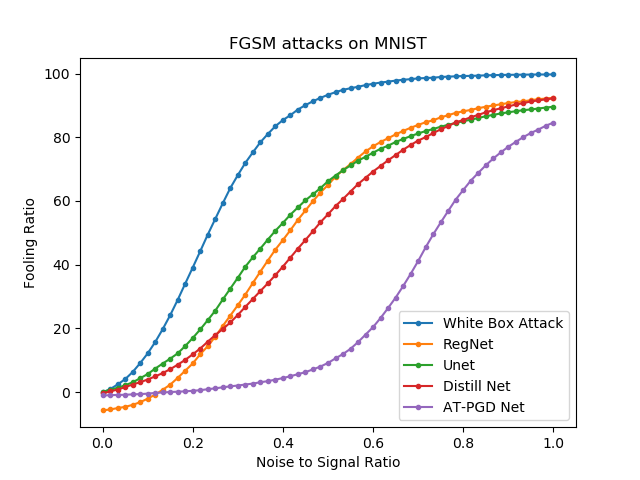 FGSM attacks on MNIST
Fooling Ratio
100
80
60
40
20
0
0.0
0.2
0.4
0.6
0.8
1.0
Noise to Signal Ratio
White Box Attack
RegNet
Unet
Distill Net
AT-PGD Net